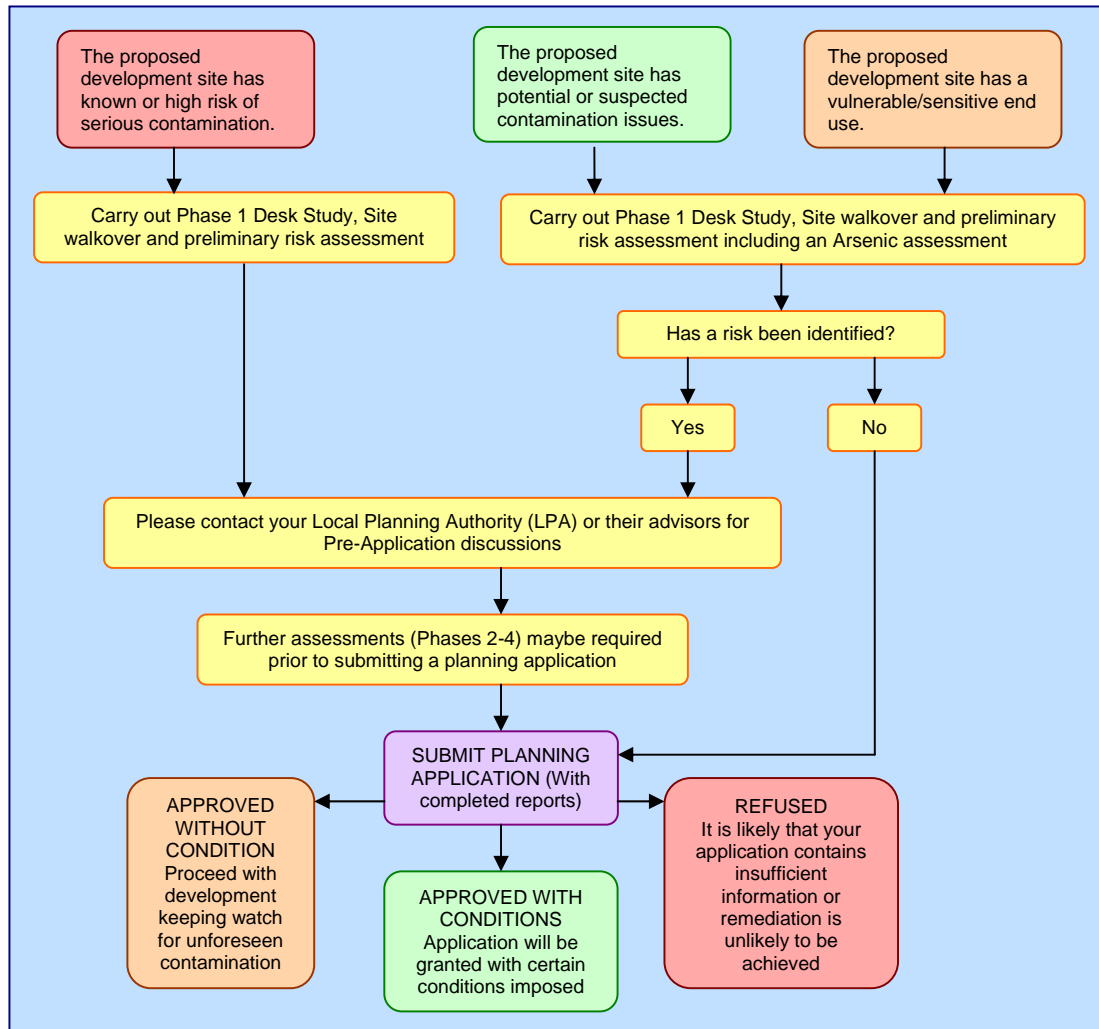 The proposed
development site has
known or high risk of
serious contamination.
The proposed
development site has
potential or suspected
contamination issues.
The proposed
development site has a
vulnerable/sensitive end
use.
Carry out Phase 1 Desk Study, Site
walkover and preliminary risk assessment
Carry out Phase 1 Desk Study, Site walkover and preliminary
risk assessment including an Arsenic assessment
Has a risk been identified?
Yes
No
Please contact your Local Planning Authority (LPA) or their advisors for
Pre-Application discussions
Further assessments (Phases 2-4) maybe required
prior to submitting a planning application
SUBMIT PLANNING
APPLICATION (With
completed reports)
APPROVED
WITHOUT
CONDITION
Proceed with
development
keeping watch
for unforeseen
contamination
APPROVED WITH
CONDITIONS
Application will be
granted with certain
conditions imposed
REFUSED
It is likely that your
application contains
insufficient
information or
remediation is
unlikely to be
achieved